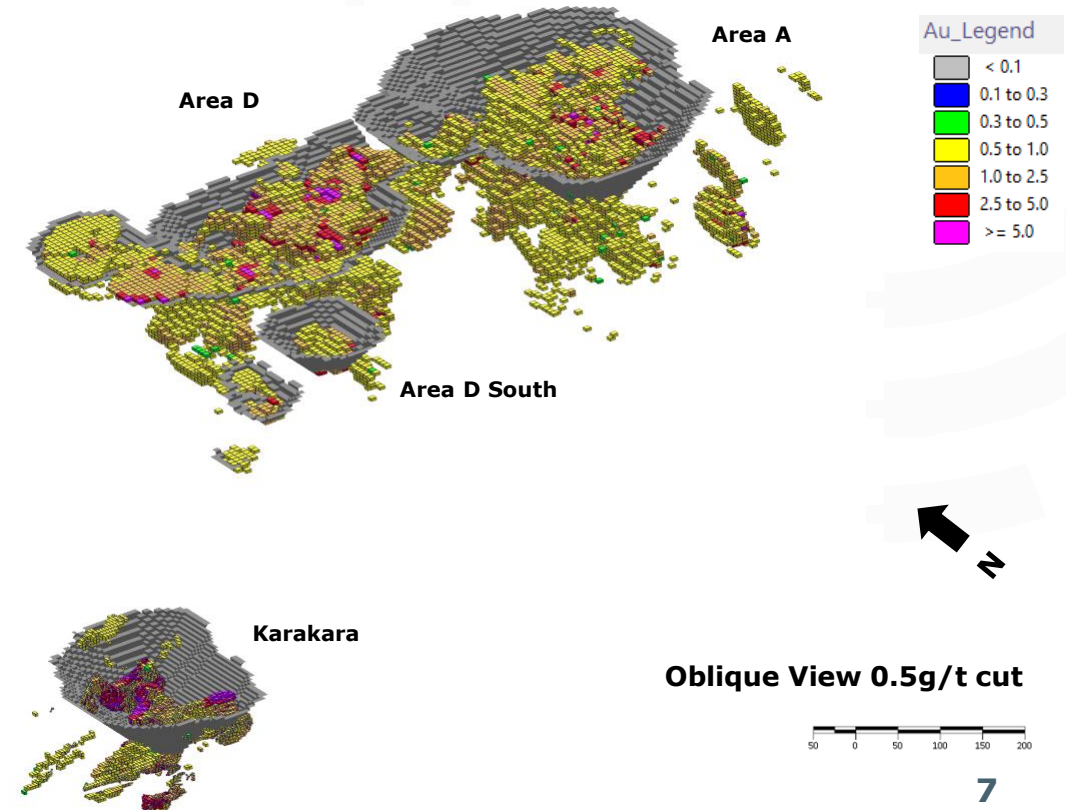 Area A
Au_Legend
< 0.1
0.1 to 0.3
0.3 to 0.5
0.5 to 1.0
1.0 to 2.5
2.5 to 5.0
>= 5.0
Area D
Area D South
N
Karakara
Oblique View 0.5g/t cut
50 0 50 100 150 200
7